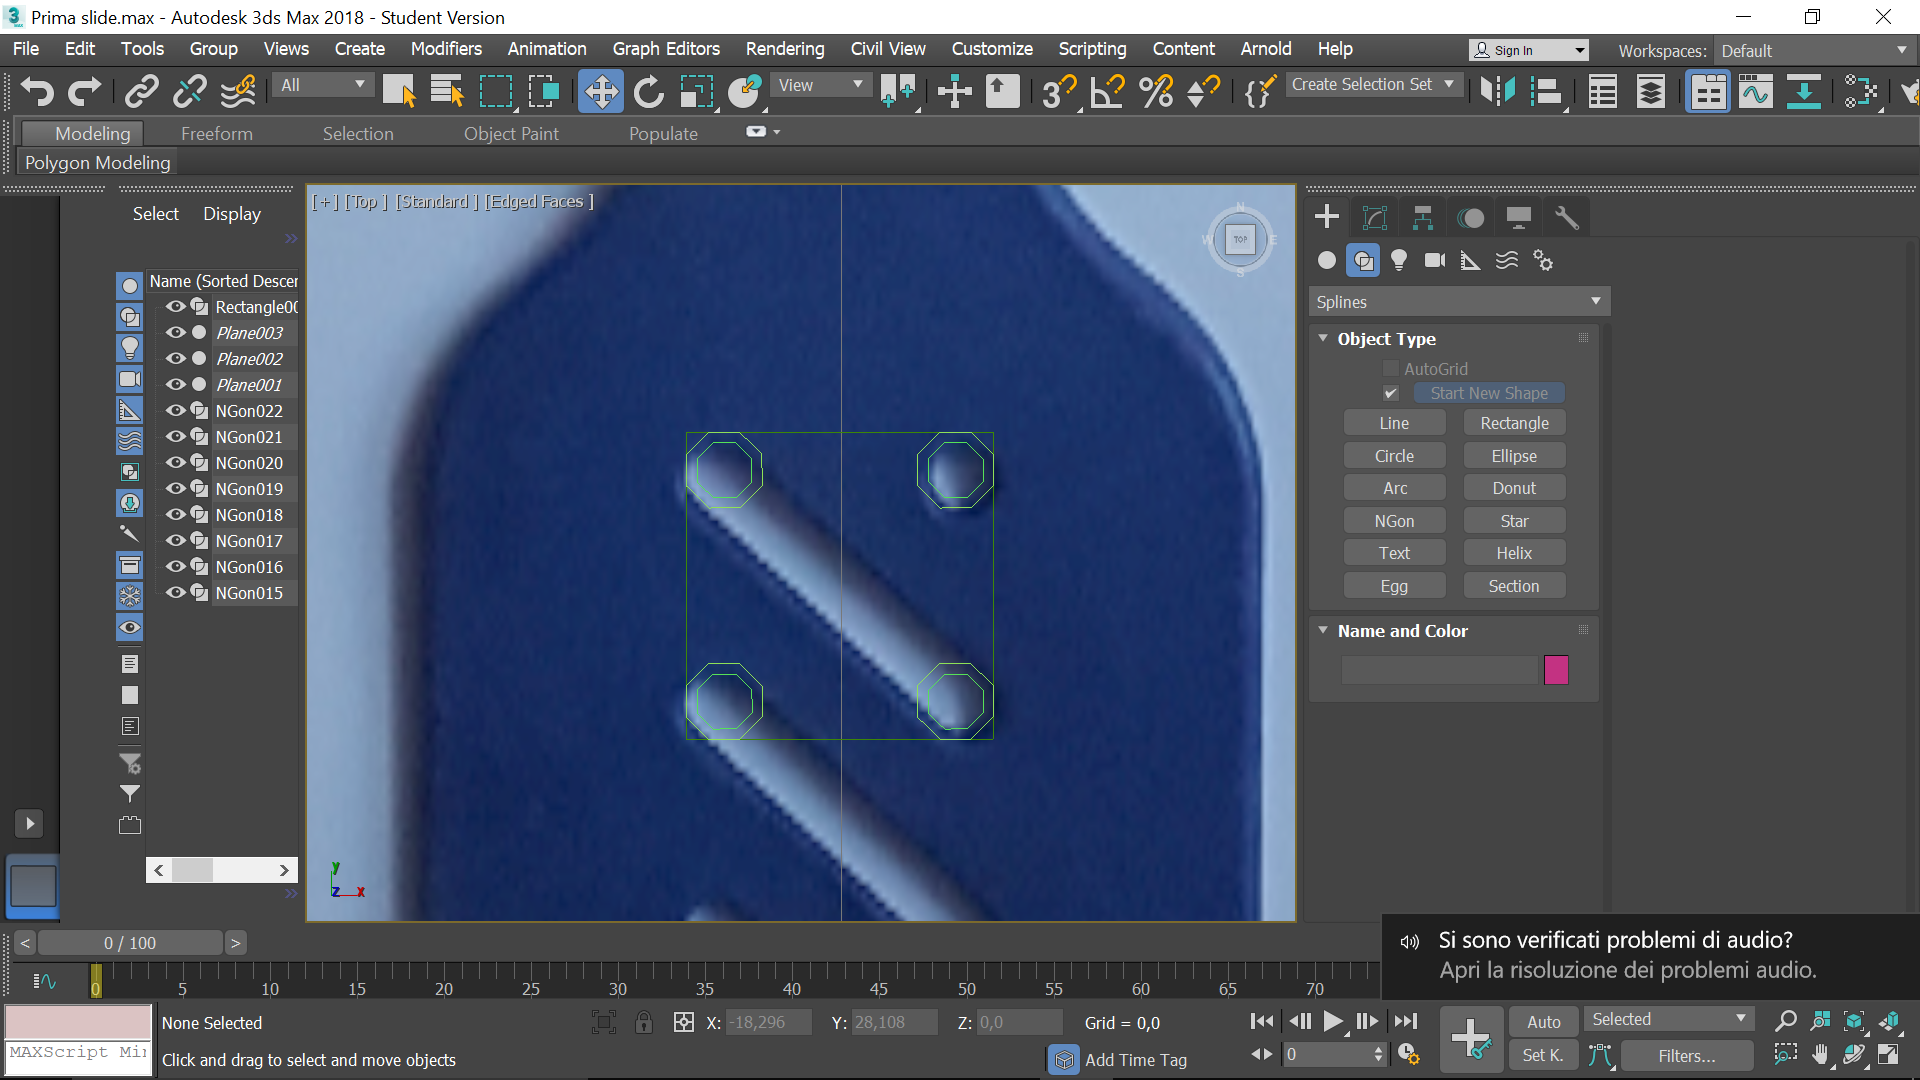 Prima slide.max - Autodesk 3ds Max 2018 - Student Version
File Edit Tools Group Views Create Modifiers Animation Graph Editors Rendering Civil View Customize Scripting Content Arnold Help
Sign In
Workspaces: Default
All
View
Create Selection Set
Modeling Freeform Selection Object Paint Populate
Polygon Modeling
Select Display
Name (Sorted Descer
Rectangle00
Plane003
Plane002
Plane001
NGon022
NGon021
NGon020
NGon019
NGon018
NGon017
NGon016
NGon015
[+] [Top ] [Standard ] [Edged Faces ]
N
W TOP E
S
y
z x
Splines
Object Type
AutoGrid
Start New Shape
Line Rectangle
Circle Ellipse
Arc Donut
NGon Star
Text Helix
Egg Section
Name and Color
Si sono verificati problemi di audio?
Apri la risoluzione dei problemi audio.
< 0 / 100 >
0 5 10 15 20 25 30 35 40 45 50 55 60 65 70
None Selected
X: -18,296 Y: 28,108 Z: 0,0 Grid = 0,0
MAXScript Mi
Click and drag to select and move objects
Add Time Tag
0
Auto Selected
Set K. Filters...